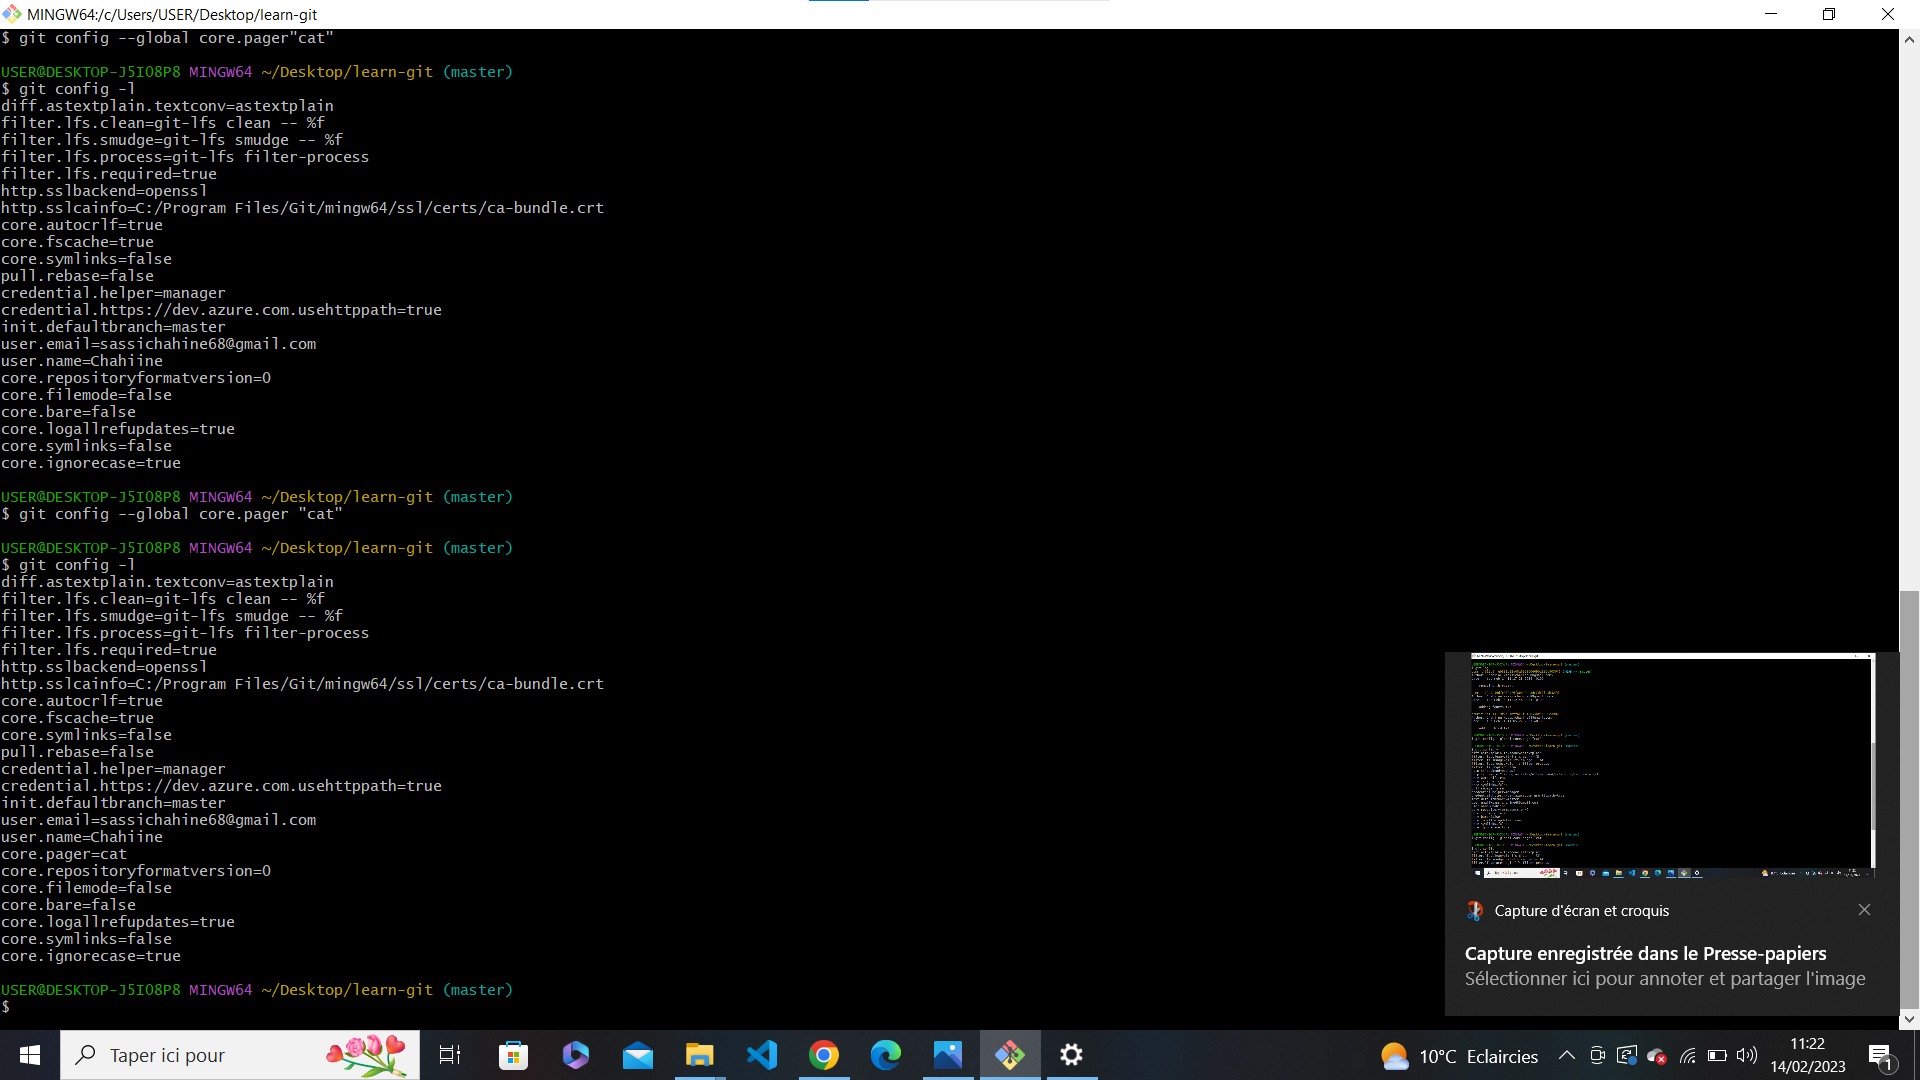 MINGW64:/c/Users/USER/Desktop/learn-git
$ git config --global core.pager"cat"
USER@DESKTOP-J5IO8P8 MINGW64 ~/Desktop/learn-git (master)
$ git config -l
diff.astextplain.textconv=astextplain
filter.lfs.clean=git-lfs clean -- %f
filter.lfs.smudge=git-lfs smudge -- %f
filter.lfs.process=git-lfs filter-process
filter.lfs.required=true
http.sslbackend=openssl
http.sslcainfo=C:/Program Files/Git/mingw64/ssl/certs/ca-bundle.crt
core.autocrlf=true
core.fscache=true
core.symlinks=false
pull.rebase=false
credential.helper=manager
credential.https://dev.azure.com.usehttppath=true
init.defaultbranch=master
user.email=sassichahine68@gmail.com
user.name=Chahiine
core.repositoryformatversion=0
core.filemode=false
core.bare=false
core.logallrefupdates=true
core.symlinks=false
core.ignorecase=true
USER@DESKTOP-J5IO8P8 MINGW64 ~/Desktop/learn-git (master)
$ git config --global core.pager "cat"
USER@DESKTOP-J5IO8P8 MINGW64 ~/Desktop/learn-git (master)
$ git config -l
diff.astextplain.textconv=astextplain
filter.lfs.clean=git-lfs clean -- %f
filter.lfs.smudge=git-lfs smudge -- %f
filter.lfs.process=git-lfs filter-process
filter.lfs.required=true
http.sslbackend=openssl
http.sslcainfo=C:/Program Files/Git/mingw64/ssl/certs/ca-bundle.crt
core.autocrlf=true
core.fscache=true
core.symlinks=false
pull.rebase=false
credential.helper=manager
credential.https://dev.azure.com.usehttppath=true
init.defaultbranch=master
user.email=sassichahine68@gmail.com
user.name=Chahiine
core.pager=cat
core.repositoryformatversion=0
core.filemode=false
core.bare=false
core.logallrefupdates=true
core.symlinks=false
core.ignorecase=true
USER@DESKTOP-J5IO8P8 MINGW64 ~/Desktop/learn-git (master)
$
Capture d'écran et croquis
Capture enregistrée dans le Presse-papiers
Sélectionner ici pour annoter et partager l'image
Taper ici pour
10°C Eclaircies
11:22
14/02/2023
1